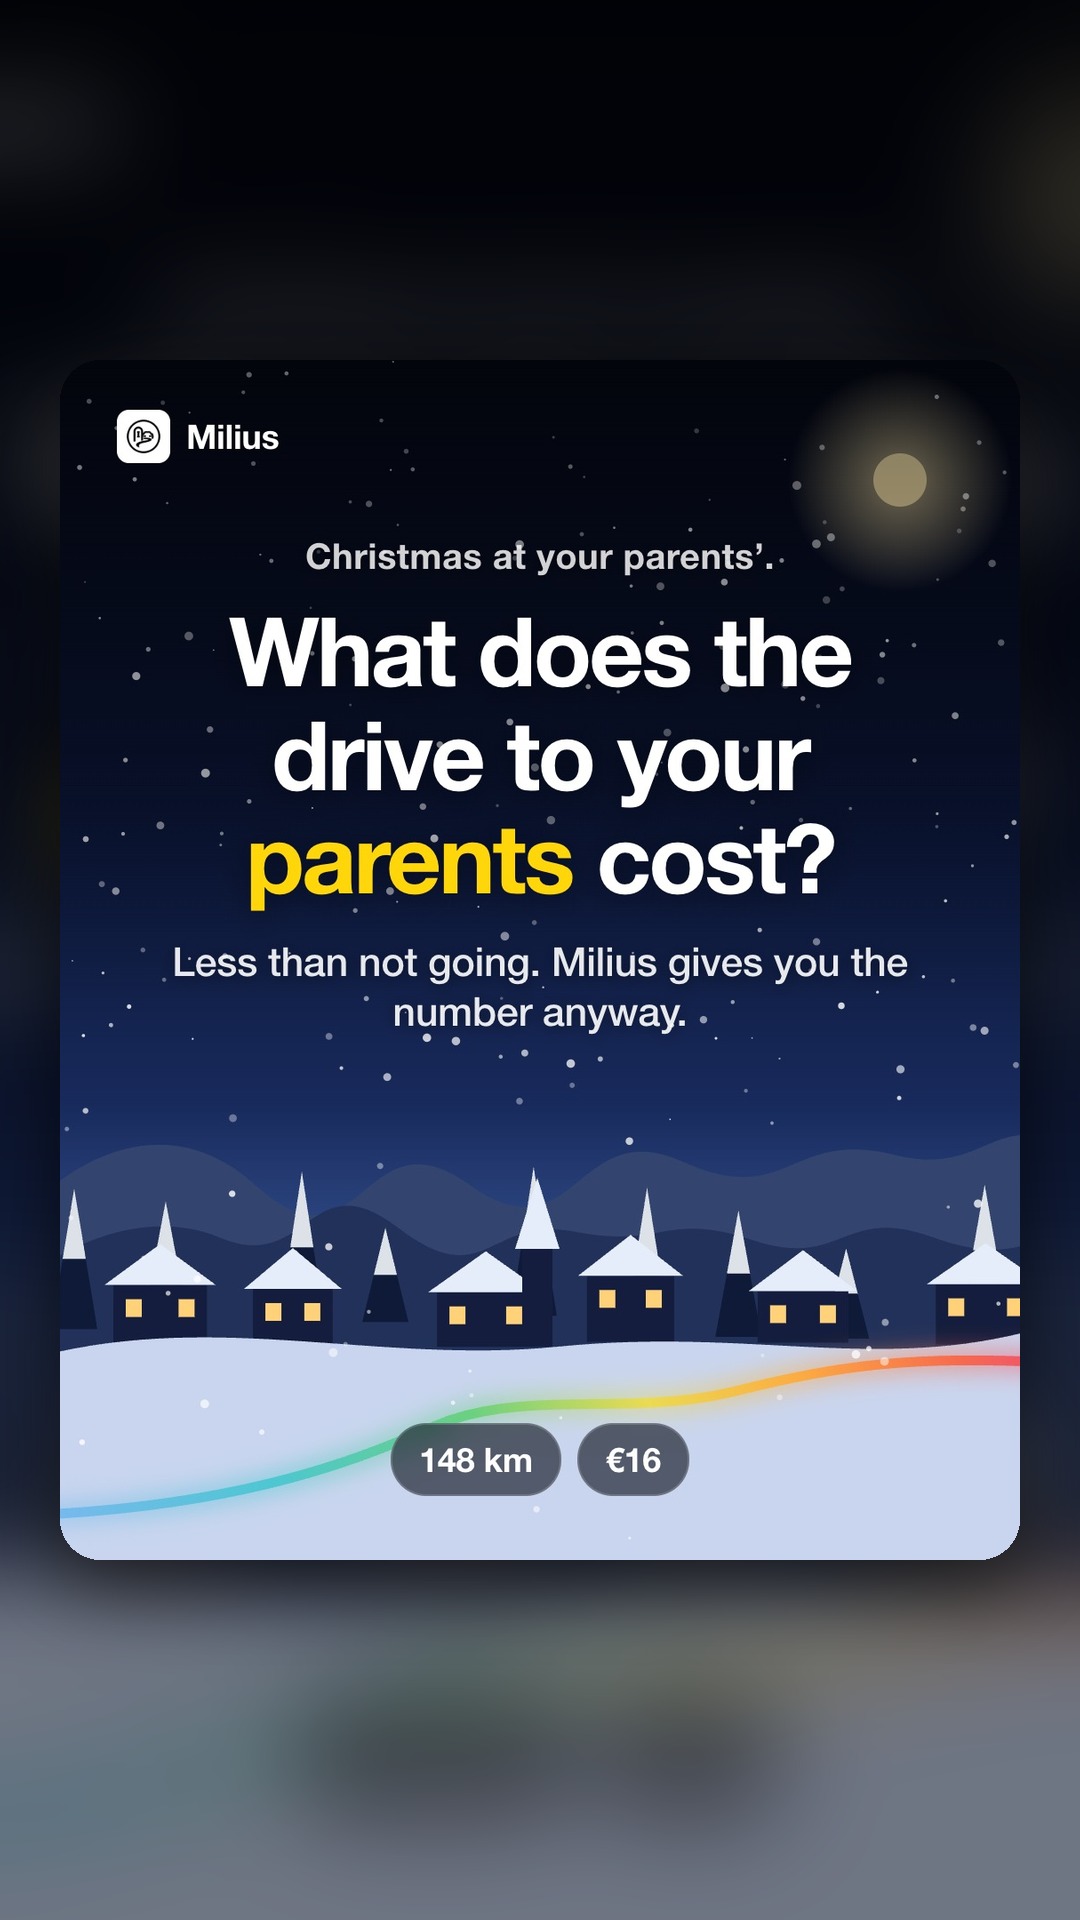 Milius
Christmas at your parents’.
What does the
drive to your
parents cost?
Less than not going. Milius gives you the
number anyway.
148 km
€16